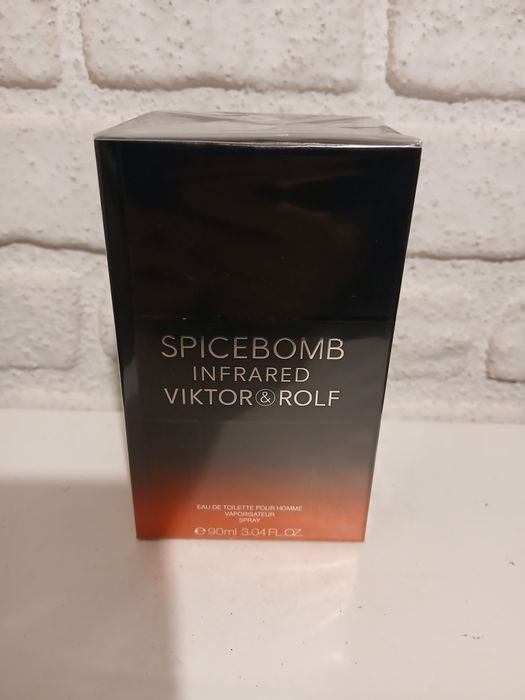 SPICEBOMB
INFRARED
VIKTOR&ROLF
EAU DE TOILETTE POUR HOMME
VAPORISATEUR
SPRAY
℮ 90ml 3.04 FL.OZ.